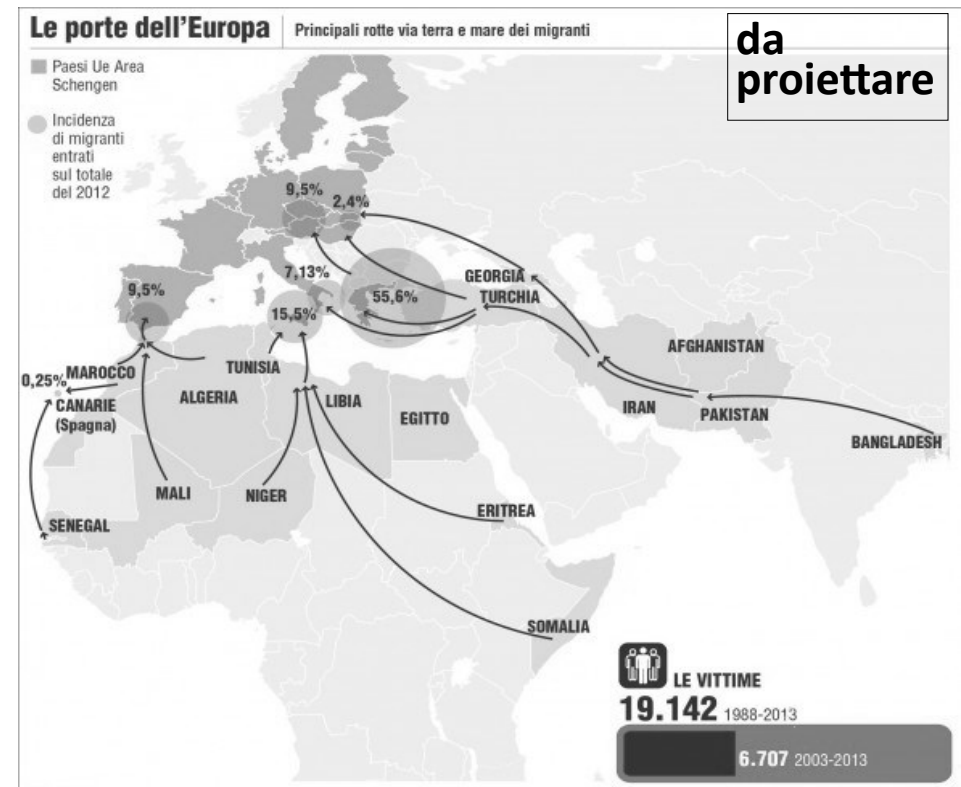 Le porte dell'Europa
Principali rotte via terra e mare dei migranti
da
proiettare
Paesi Ue Area
Schengen
Incidenza
di migranti
entrati
sul totale
del 2012
9,5%
2,4%
7,13%
GEORGIA
TURCHIA
9,5%
55,6%
15,5%
AFGHANISTAN
MAROCCO
TUNISIA
0,25%
CANARIE
(Spagna)
ALGERIA
LIBIA
EGITTO
IRAN
PAKISTAN
BANGLADESH
MALI
NIGER
SENEGAL
ERITREA
SOMALIA
LE VITTIME
19.142 1988-2013
6.707 2003-2013